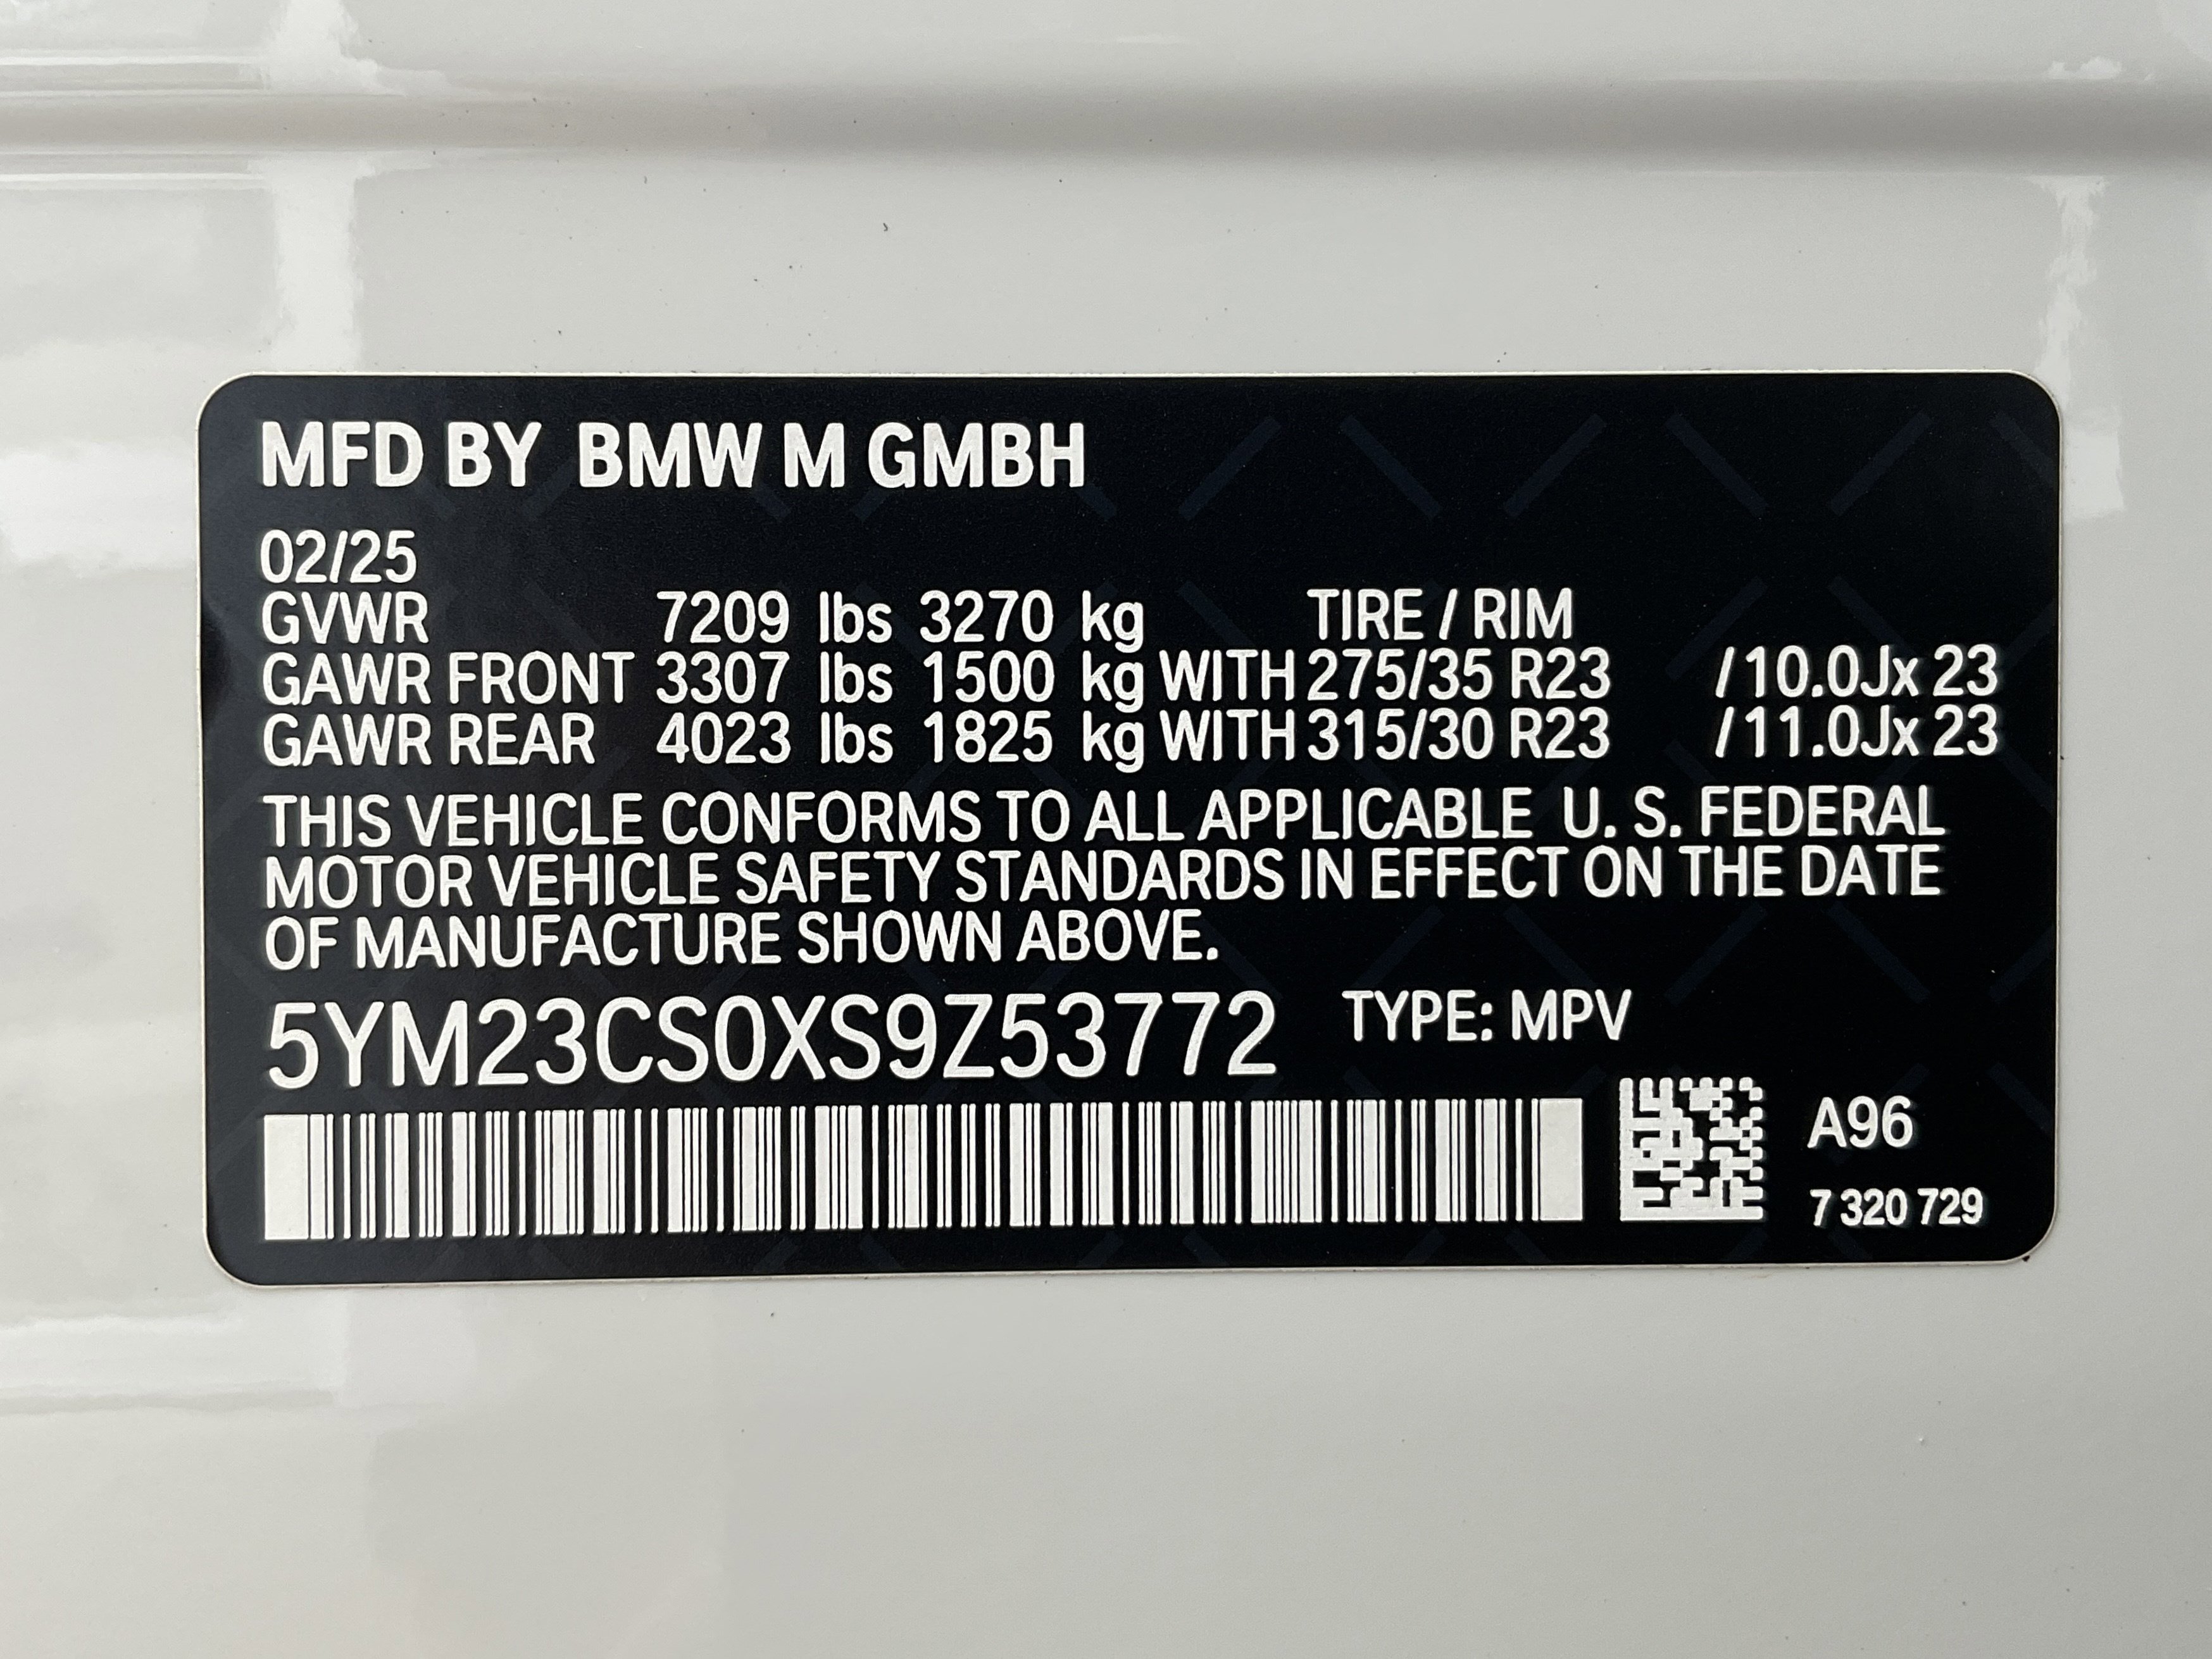 MFD BY BMW M GMBH
02/25
GVWR 7209 lbs 3270 kg TIRE / RIM
GAWR FRONT 3307 lbs 1500 kg WITH 275/35 R23 / 10.0Jx 23
GAWR REAR 4023 lbs 1825 kg WITH 315/30 R23 / 11.0Jx 23
THIS VEHICLE CONFORMS TO ALL APPLICABLE U. S. FEDERAL
MOTOR VEHICLE SAFETY STANDARDS IN EFFECT ON THE DATE
OF MANUFACTURE SHOWN ABOVE.
5YM23CS0XS9Z53772 TYPE: MPV
A96
7 320 729